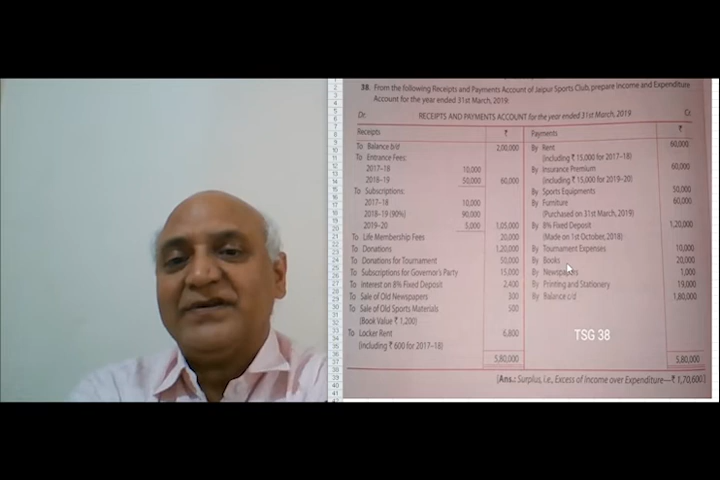 38. From the following Receipts and Payments Account of Jaipur Sports Club, prepare Income and Expenditure
Account for the year ended 31st March, 2019:
Dr. RECEIPTS AND PAYMENTS ACCOUNT for the year ended 31st March, 2019 Cr.
Receipts ₹ Payments ₹
To Balance b/d 2,00,000 By Rent 60,000
To Entrance Fees: (including ₹ 15,000 for 2017–18)
2017–18 10,000 By Insurance Premium 60,000
2018–19 50,000 60,000 (including ₹ 15,000 for 2019–20)
To Subscriptions: By Sports Equipments 50,000
2017–18 10,000 By Furniture 60,000
2018–19 (90%) 90,000 (Purchased on 31st March, 2019)
2019–20 5,000 1,05,000 By 8% Fixed Deposit 1,20,000
To Life Membership Fees 20,000 (Made on 1st October, 2018)
To Donations 1,20,000 By Tournament Expenses 10,000
To Donations for Tournament 50,000 By Books 20,000
To Subscriptions for Governor's Party 15,000 By Newspapers 1,000
To Interest on 8% Fixed Deposit 2,400 By Printing and Stationery 19,000
To Sale of Old Newspapers 300 By Balance c/d 1,80,000
To Sale of Old Sports Materials 500
(Book Value ₹ 1,200)
To Locker Rent 6,800
(including ₹ 600 for 2017–18)
TSG 38
5,80,000 5,80,000
[Ans.: Surplus, i.e., Excess of Income over Expenditure—₹ 1,70,600]